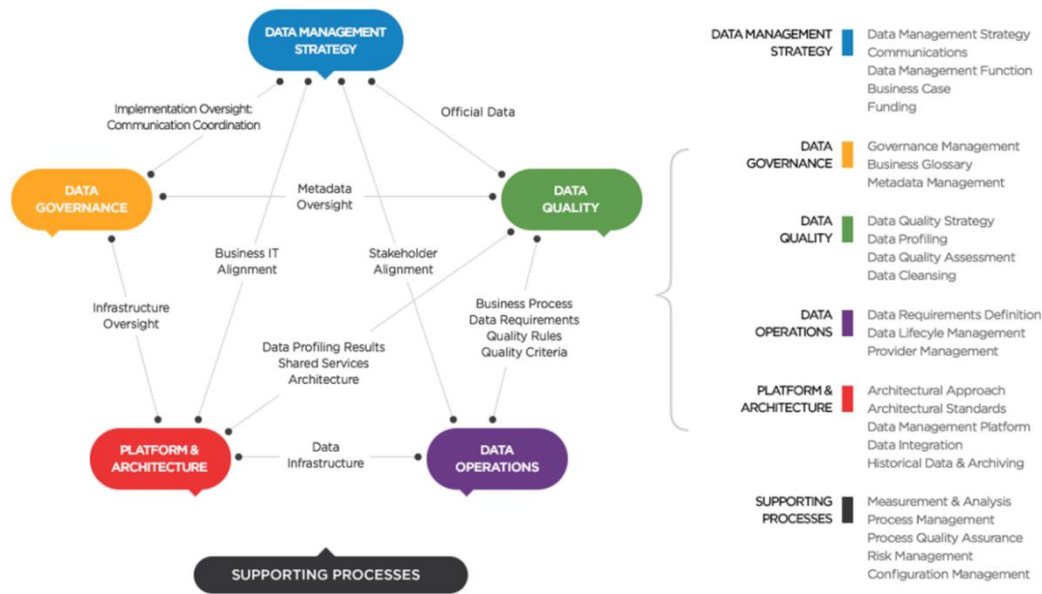 DATA MANAGEMENT
STRATEGY
Implementation Oversight:
Communication Coordination
Official Data
DATA
GOVERNANCE
Metadata
Oversight
DATA
QUALITY
Business IT
Alignment
Stakeholder
Alignment
Infrastructure
Oversight
Business Process
Data Requirements
Quality Rules
Quality Criteria
Data Profiling Results
Shared Services
Architecture
PLATFORM &
ARCHITECTURE
Data
Infrastructure
DATA
OPERATIONS
SUPPORTING PROCESSES
DATA MANAGEMENT
STRATEGY
Data Management Strategy
Communications
Data Management Function
Business Case
Funding
DATA
GOVERNANCE
Governance Management
Business Glossary
Metadata Management
DATA
QUALITY
Data Quality Strategy
Data Profiling
Data Quality Assessment
Data Cleansing
DATA
OPERATIONS
Data Requirements Definition
Data Lifecyle Management
Provider Management
PLATFORM &
ARCHITECTURE
Architectural Approach
Architectural Standards
Data Management Platform
Data Integration
Historical Data & Archiving
SUPPORTING
PROCESSES
Measurement & Analysis
Process Management
Process Quality Assurance
Risk Management
Configuration Management